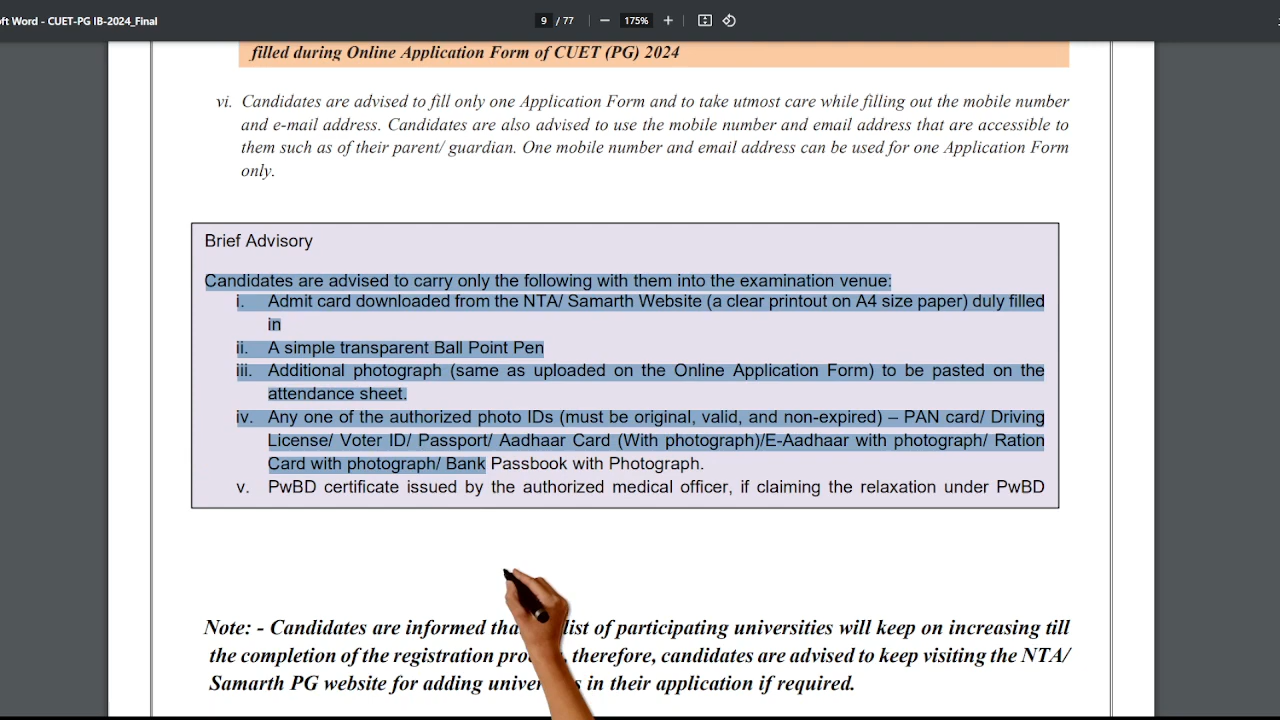 oft Word - CUET-PG IB-2024_Final
9 / 77
175%
filled during Online Application Form of CUET (PG) 2024
vi. Candidates are advised to fill only one Application Form and to take utmost care while filling out the mobile number
and e-mail address. Candidates are also advised to use the mobile number and email address that are accessible to
them such as of their parent/ guardian. One mobile number and email address can be used for one Application Form
only.
Brief Advisory
Candidates are advised to carry only the following with them into the examination venue:
i. Admit card downloaded from the NTA/ Samarth Website (a clear printout on A4 size paper) duly filled
in
ii. A simple transparent Ball Point Pen
iii. Additional photograph (same as uploaded on the Online Application Form) to be pasted on the
attendance sheet.
iv. Any one of the authorized photo IDs (must be original, valid, and non-expired) – PAN card/ Driving
License/ Voter ID/ Passport/ Aadhaar Card (With photograph)/E-Aadhaar with photograph/ Ration
Card with photograph/ Bank Passbook with Photograph.
v. PwBD certificate issued by the authorized medical officer, if claiming the relaxation under PwBD
Note: - Candidates are informed tha list of participating universities will keep on increasing till
the completion of the registration pro , therefore, candidates are advised to keep visiting the NTA/
Samarth PG website for adding univer s in their application if required.